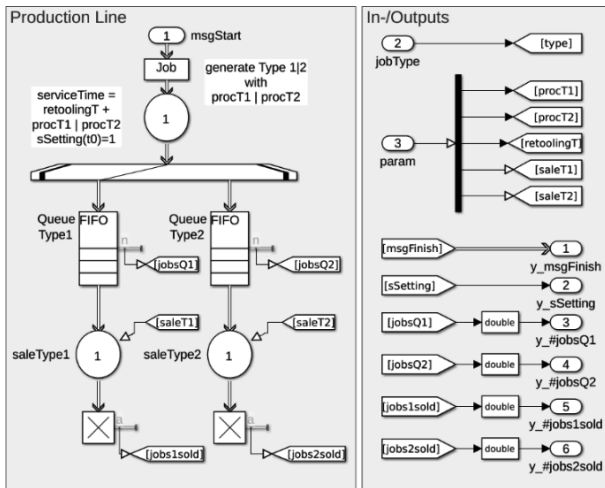 Production Line
1
msgStart
Job
generate Type 1|2
with
procT1 | procT2
serviceTime =
retoolingT +
procT1 | procT2
sSetting(t0)=1
1
Queue
Type1
FIFO
n
[jobsQ1]
Queue
Type2
FIFO
n
[jobsQ2]
[saleT1]
saleType1
1
[saleT2]
saleType2
1
a
[jobs1sold]
a
[jobs2sold]
In-/Outputs
2
jobType
[type]
3
param
[procT1]
[procT2]
[retoolingT]
[saleT1]
[saleT2]
[msgFinish]
1
y_msgFinish
[sSetting]
2
y_sSetting
[jobsQ1]
double
3
y_#jobsQ1
[jobsQ2]
double
4
y_#jobsQ2
[jobs1sold]
double
5
y_#jobs1sold
[jobs2sold]
double
6
y_#jobs2sold